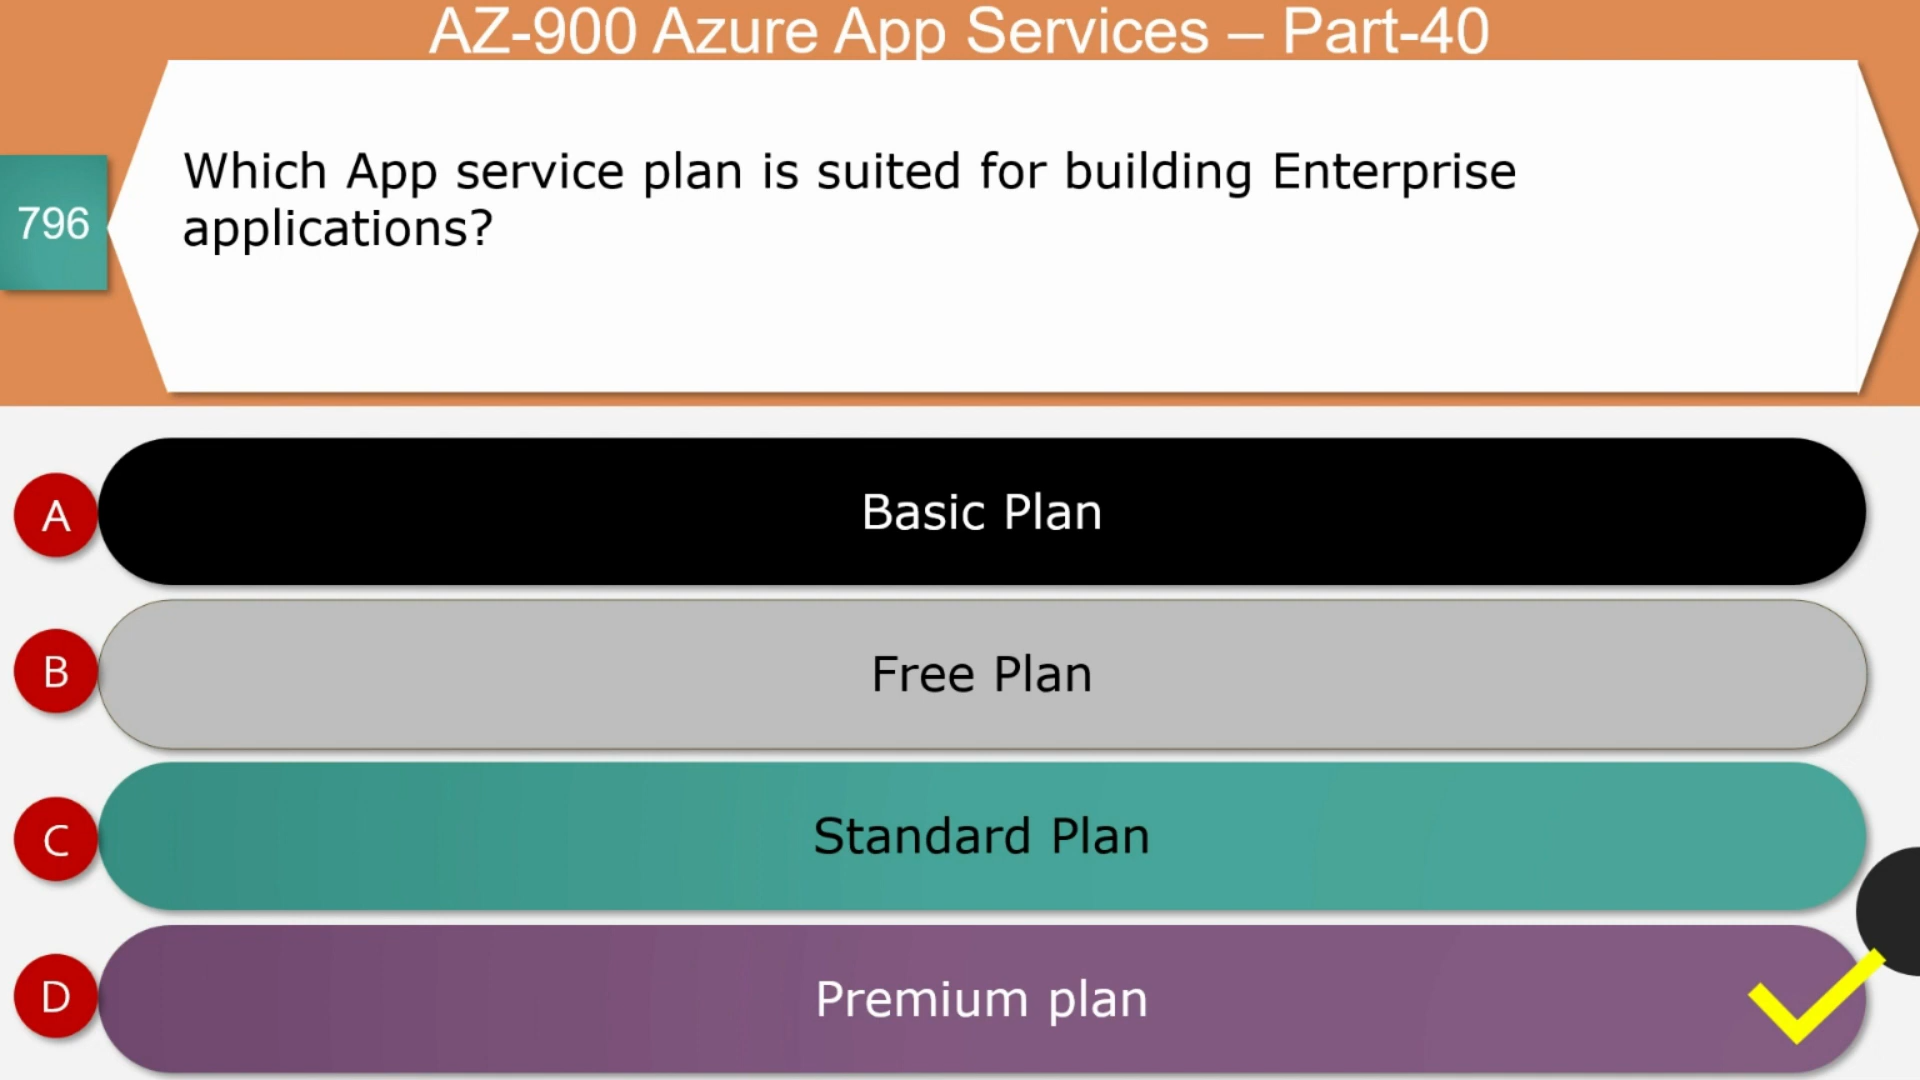 AZ-900 Azure App Services – Part-40
796
Which App service plan is suited for building Enterprise
applications?
A
Basic Plan
B
Free Plan
C
Standard Plan
D
Premium plan